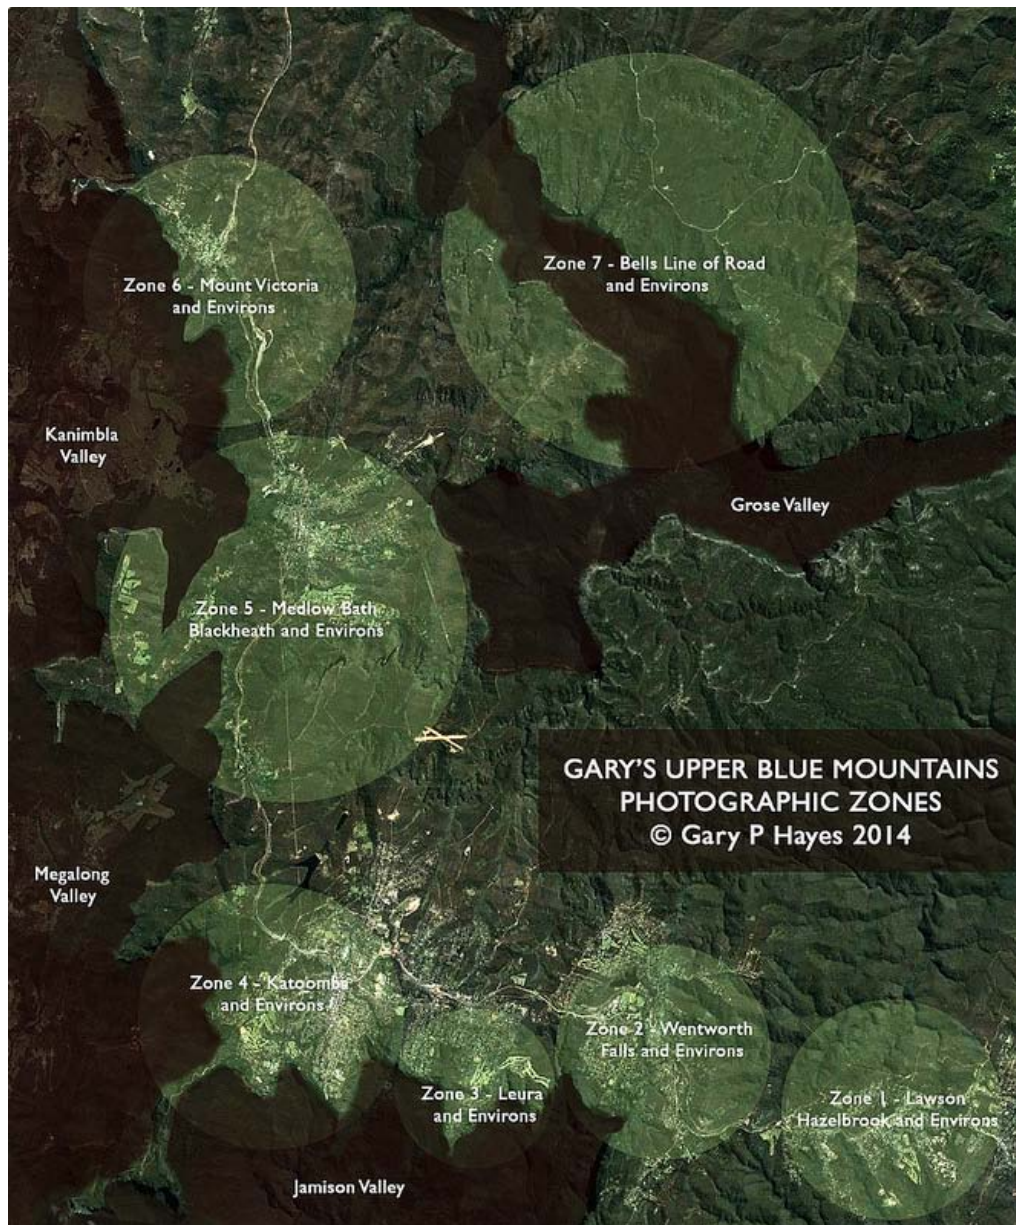 Zone 7 - Bells Line of Road
and Environs
Zone 6 - Mount Victoria
and Environs
Kanimbla
Valley
Grose Valley
Zone 5 - Medlow Bath
Blackheath and Environs
GARY'S UPPER BLUE MOUNTAINS
PHOTOGRAPHIC ZONES
© Gary P Hayes 2014
Megalong
Valley
Zone 4 - Katoomba
and Environs
Zone 2 - Wentworth
Falls and Environs
Zone 3 - Leura
and Environs
Zone 1 - Lawson
Hazelbrook and Environs
Jamison Valley